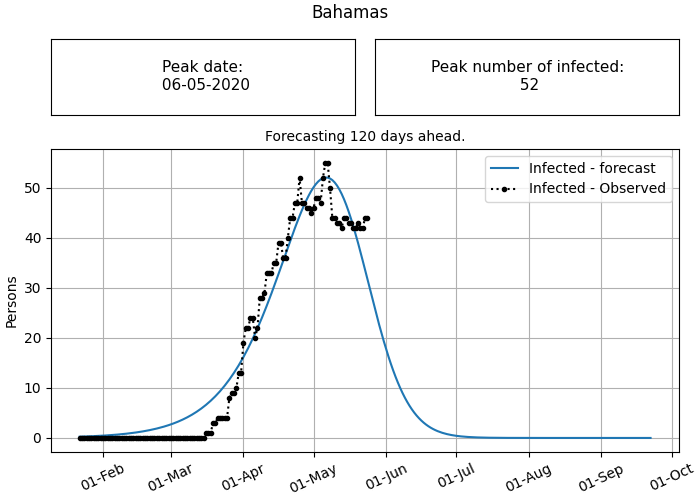 Bahamas
Peak date:
06-05-2020
Peak number of infected:
52
Forecasting 120 days ahead.
Infected - forecast
Infected - Observed
Persons
50
40
30
20
10
0
01-Feb
01-Mar
01-Apr
01-May
01-Jun
01-Jul
01-Aug
01-Sep
01-Oct